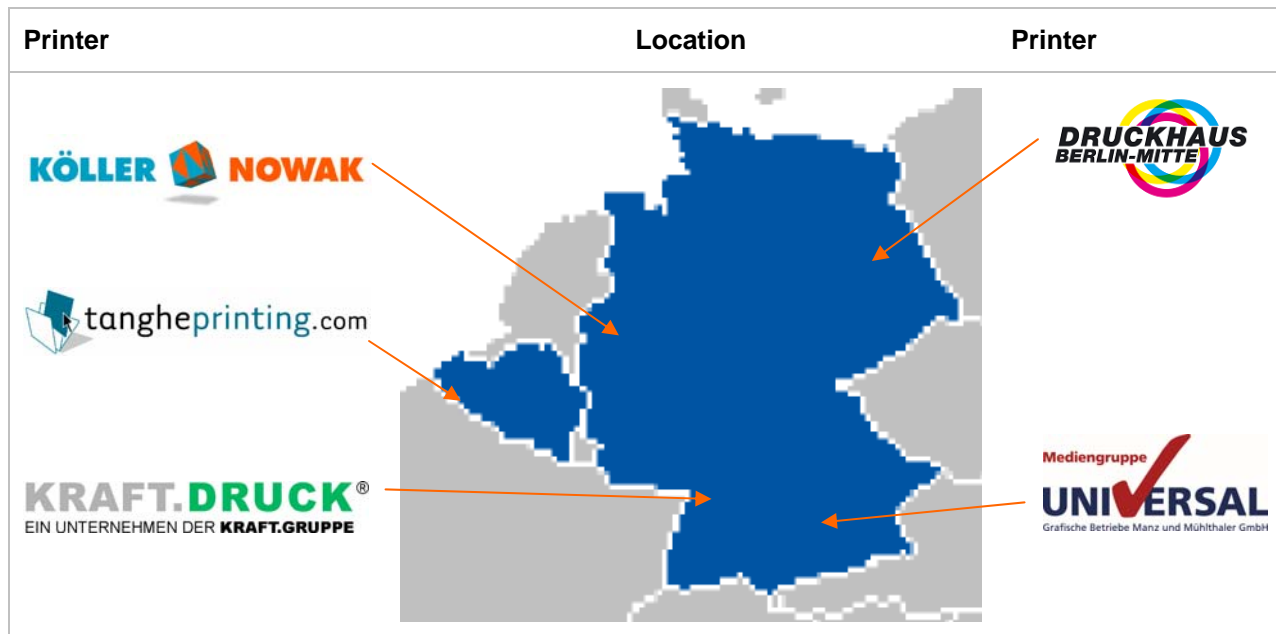 Printer Location Printer
KÖLLER NOWAK
DRUCKHAUS
BERLIN-MITTE
tangheprinting.com
KRAFT.DRUCK®
EIN UNTERNEHMEN DER KRAFT.GRUPPE
Mediengruppe
UNIVERSAL
Grafische Betriebe Manz und Mühlthaler GmbH